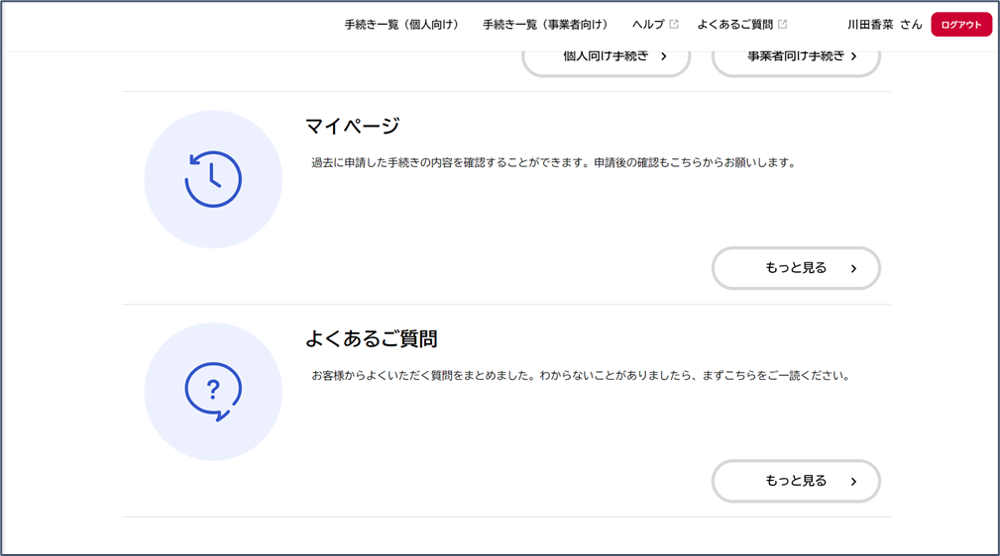 手続き一覧（個人向け） 手続き一覧（事業者向け） ヘルプ よくあるご質問 川田香菜 さん ログアウト
個人向け手続き 事業者向け手続き
マイページ
過去に申請した手続きの内容を確認することができます。申請後の確認もこちらからお願いします。
もっと見る
よくあるご質問
?
お客様からよくいただく質問をまとめました。わからないことがありましたら、まずこちらをご一読ください。
もっと見る